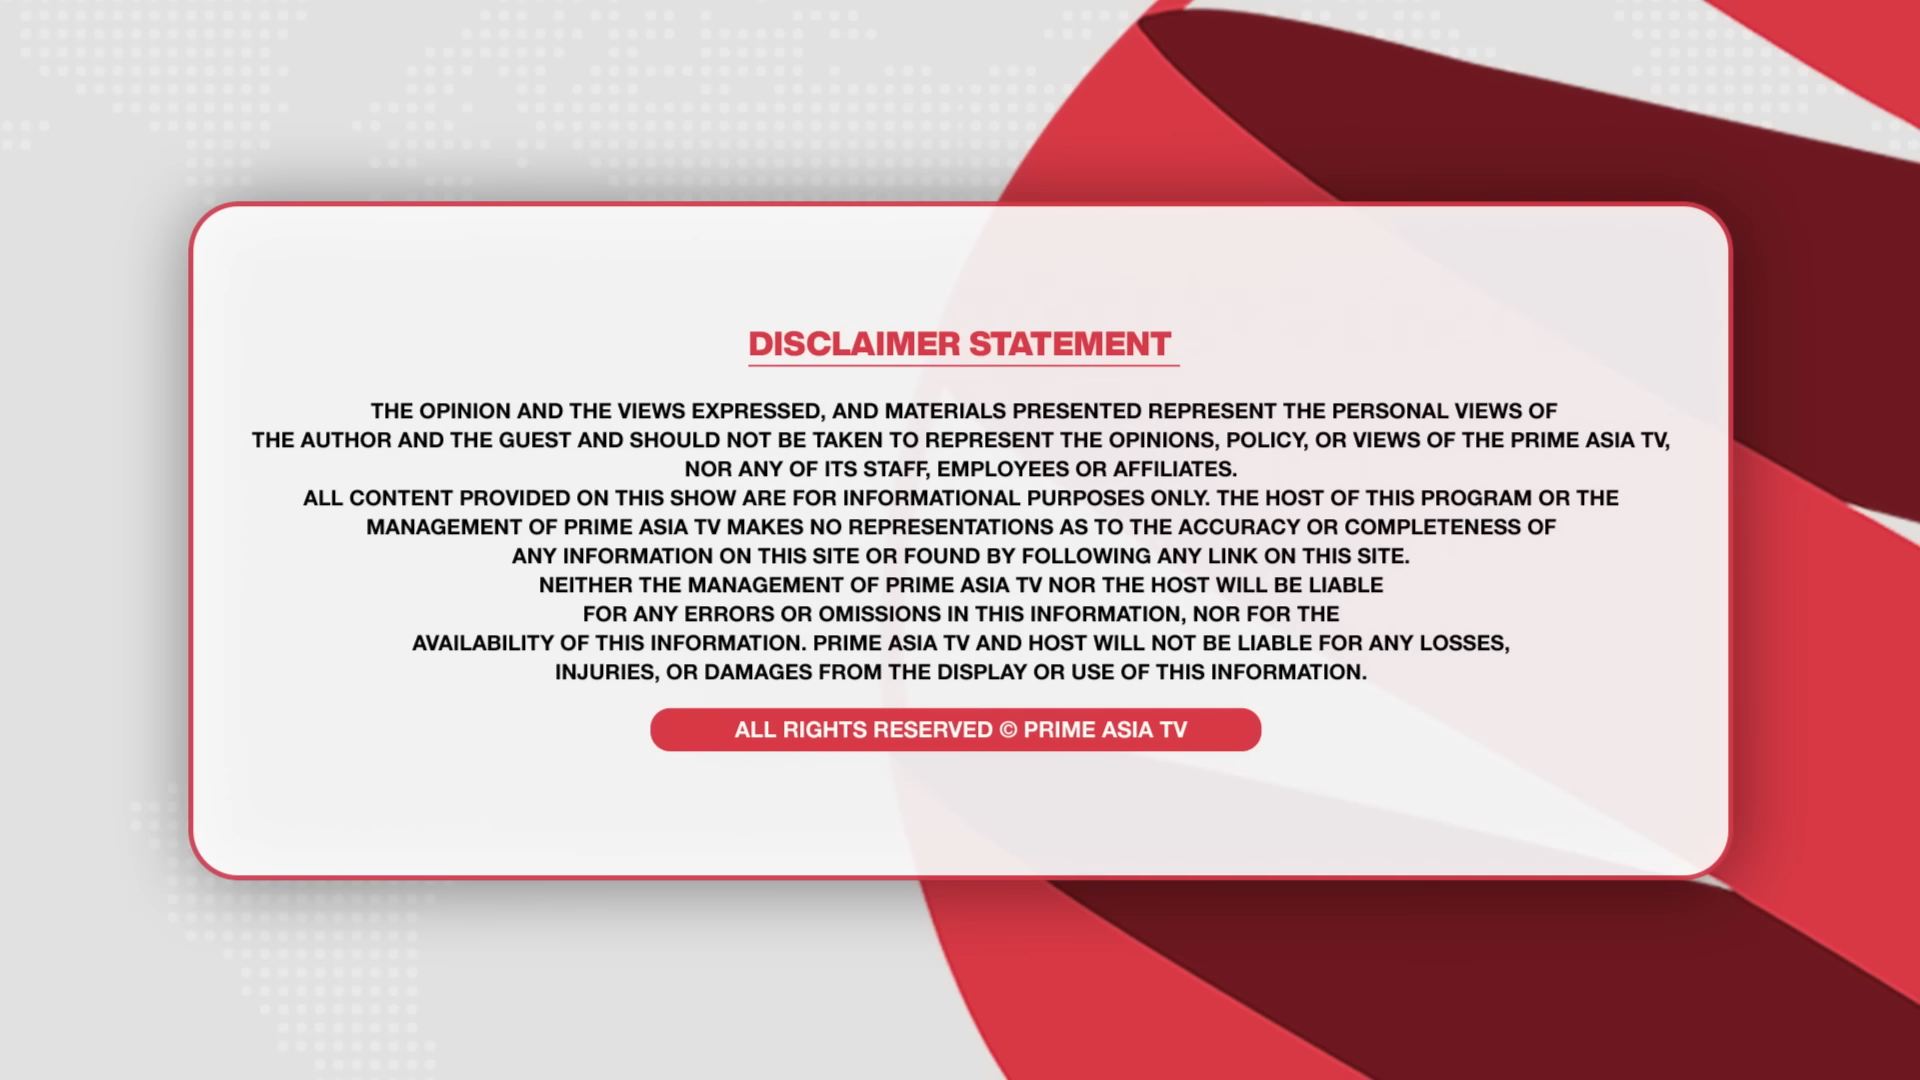 DISCLAIMER STATEMENT
THE OPINION AND THE VIEWS EXPRESSED, AND MATERIALS PRESENTED REPRESENT THE PERSONAL VIEWS OF
THE AUTHOR AND THE GUEST AND SHOULD NOT BE TAKEN TO REPRESENT THE OPINIONS, POLICY, OR VIEWS OF THE PRIME ASIA TV,
NOR ANY OF ITS STAFF, EMPLOYEES OR AFFILIATES.
ALL CONTENT PROVIDED ON THIS SHOW ARE FOR INFORMATIONAL PURPOSES ONLY. THE HOST OF THIS PROGRAM OR THE
MANAGEMENT OF PRIME ASIA TV MAKES NO REPRESENTATIONS AS TO THE ACCURACY OR COMPLETENESS OF
ANY INFORMATION ON THIS SITE OR FOUND BY FOLLOWING ANY LINK ON THIS SITE.
NEITHER THE MANAGEMENT OF PRIME ASIA TV NOR THE HOST WILL BE LIABLE
FOR ANY ERRORS OR OMISSIONS IN THIS INFORMATION, NOR FOR THE
AVAILABILITY OF THIS INFORMATION. PRIME ASIA TV AND HOST WILL NOT BE LIABLE FOR ANY LOSSES,
INJURIES, OR DAMAGES FROM THE DISPLAY OR USE OF THIS INFORMATION.
ALL RIGHTS RESERVED © PRIME ASIA TV